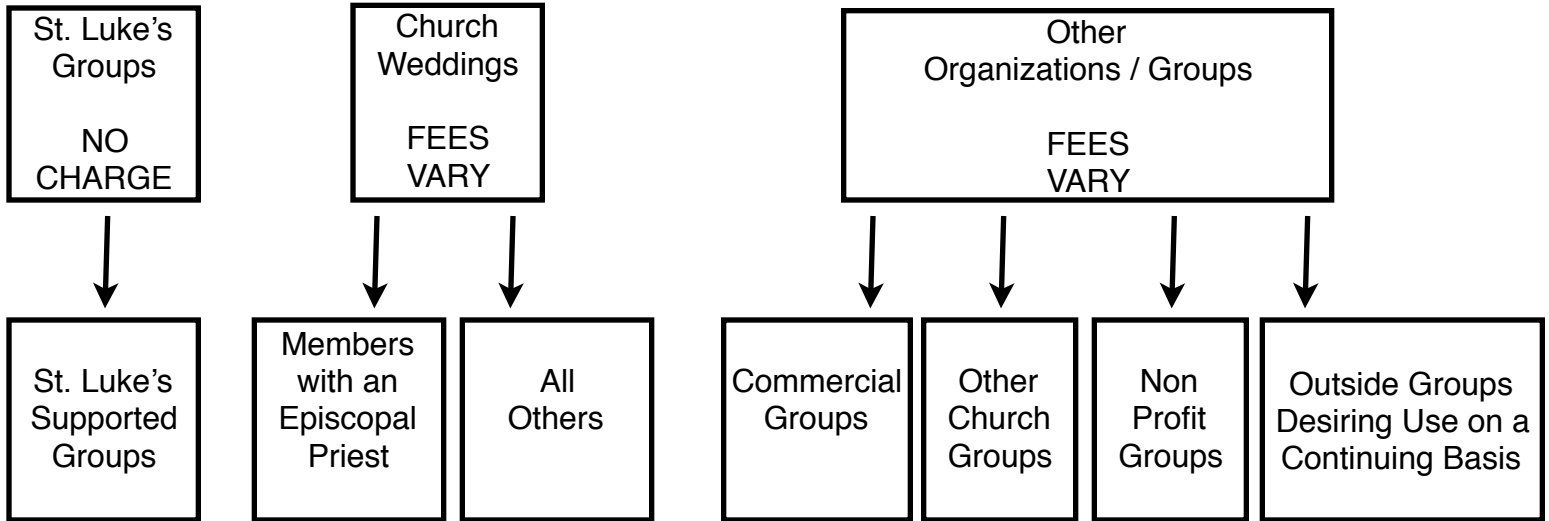 St. Luke's
Groups
NO
CHARGE
Church
Weddings
FEES
VARY
Other
Organizations / Groups
FEES
VARY
St. Luke's
Supported
Groups
Members
with an
Episcopal
Priest
All
Others
Commercial
Groups
Other
Church
Groups
Non
Profit
Groups
Outside Groups
Desiring Use on a
Continuing Basis